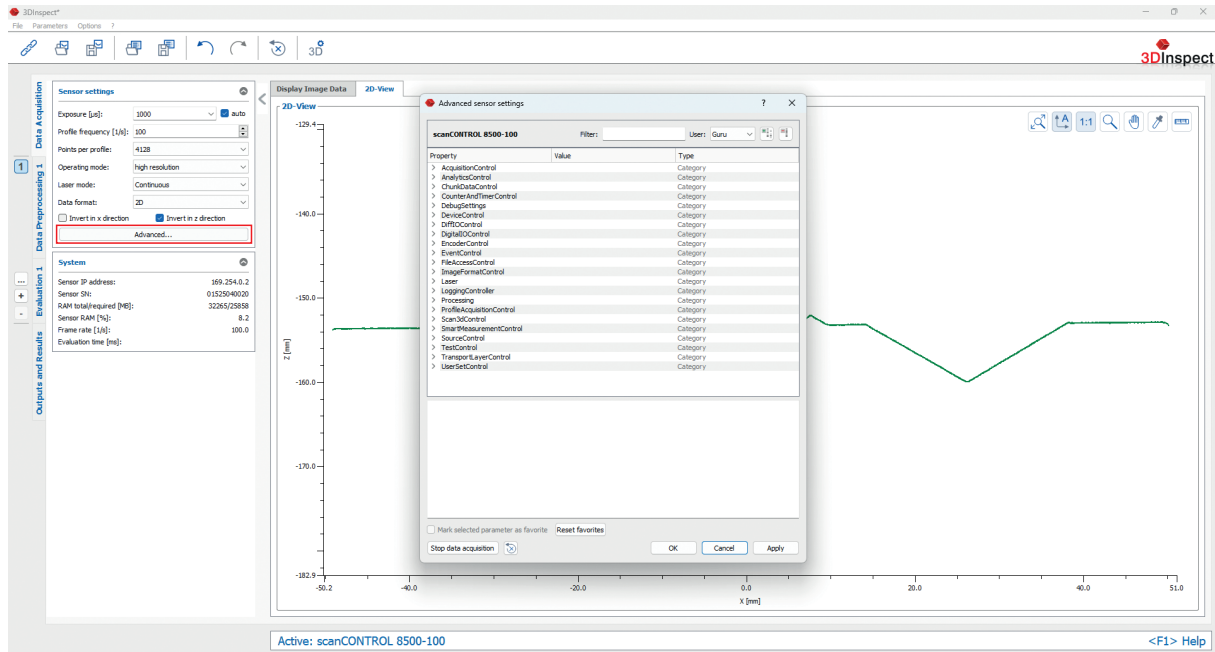 3DInspect*
File Parameters Options ?
3D
3DInspect
Data Acquisition
1
Data Preprocessing 1
...
+
-
Evaluation 1
Outputs and Results
Sensor settings
Exposure [µs]: 1000 auto
Profile frequency [1/s]: 100
Points per profile: 4128
Operating mode: high resolution
Laser mode: Continuous
Data format: 2D
Invert in x direction Invert in z direction
Advanced...
System
Sensor IP address: 169.254.0.2
Sensor SN: 01525040020
RAM total/required [MB]: 32265/25858
Sensor RAM [%]: 8.2
Frame rate [1/s]: 100.0
Evaluation time [ms]:
Display Image Data 2D-View
2D-View
1:1
-129.4
-140.0
-150.0
Z [mm]
-160.0
-170.0
-182.9
-50.2 -40.0 -20.0 0.0 20.0 40.0 51.0
X [mm]
Advanced sensor settings ? X
scanCONTROL 8500-100 Filter: User: Guru
Property Value Type
AcquisitionControl Category
AnalyticsControl Category
ChunkDataControl Category
CounterAndTimerControl Category
DebugSettings Category
DeviceControl Category
DiffIOControl Category
DigitalIOControl Category
EncoderControl Category
EventControl Category
FileAccessControl Category
ImageFormatControl Category
Laser Category
LoggingController Category
Processing Category
ProfileAcquisitionControl Category
Scan3dControl Category
SmartMeasurementControl Category
SourceControl Category
TestControl Category
TransportLayerControl Category
UserSetControl Category
Mark selected parameter as favorite Reset favorites
Stop data acquisition OK Cancel Apply
Active: scanCONTROL 8500-100 <F1> Help